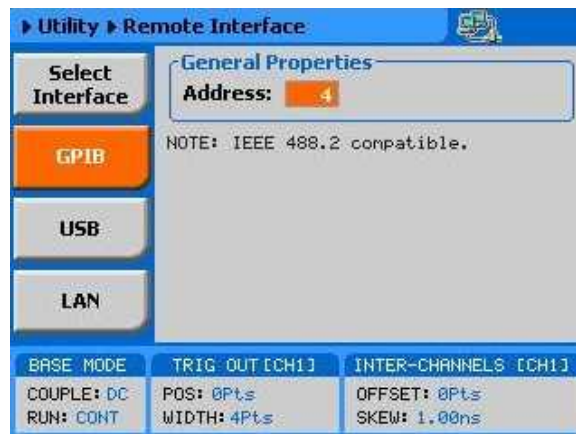 Utility Remote Interface
Select Interface
General Properties
Address: 4
GPIB
NOTE: IEEE 488.2 compatible.
USB
LAN
BASE MODE
COUPLE: DC
RUN: CONT
TRIG OUT [CH1]
POS: 0Pts
WIDTH: 4Pts
INTER-CHANNELS [CH1]
OFFSET: 0Pts
SKEW: 1.00ns